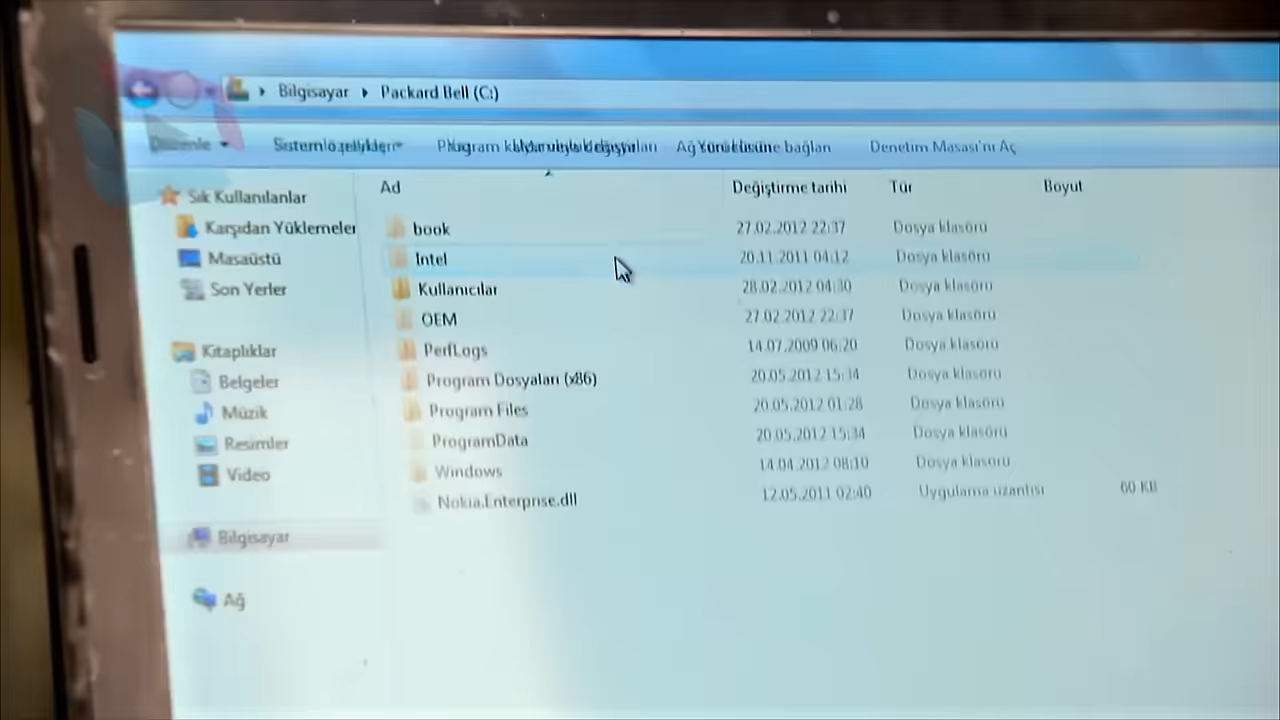 Bilgisayar Packard Bell (C:)
Düzenle Ağ bağlan Denetim Masası'nı Aç
Ad Değiştirme tarihi Tür Boyut
Sık Kullanılanlar
Karşıdan Yüklemeler
Masaüstü
Son Yerler
Kitaplıklar
Belgeler
Müzik
Resimler
Video
Bilgisayar
Ağ
book 27.02.2012 22:37 Dosya klasörü
Intel 20.11.2011 04:12 Dosya klasörü
Kullanıcılar 28.02.2012 04:30 Dosya klasörü
OEM 27.02.2012 22:37 Dosya klasörü
PerfLogs 14.07.2009 06:20 Dosya klasörü
Program Dosyaları (x86) 20.05.2012 15:34 Dosya klasörü
Program Files 20.05.2012 01:28 Dosya klasörü
ProgramData 20.05.2012 15:34 Dosya klasörü
Windows 14.04.2012 08:10 Dosya klasörü
Nokia.Enterprise.dll 12.05.2011 02:40 Uygulama uzantısı 60 KB